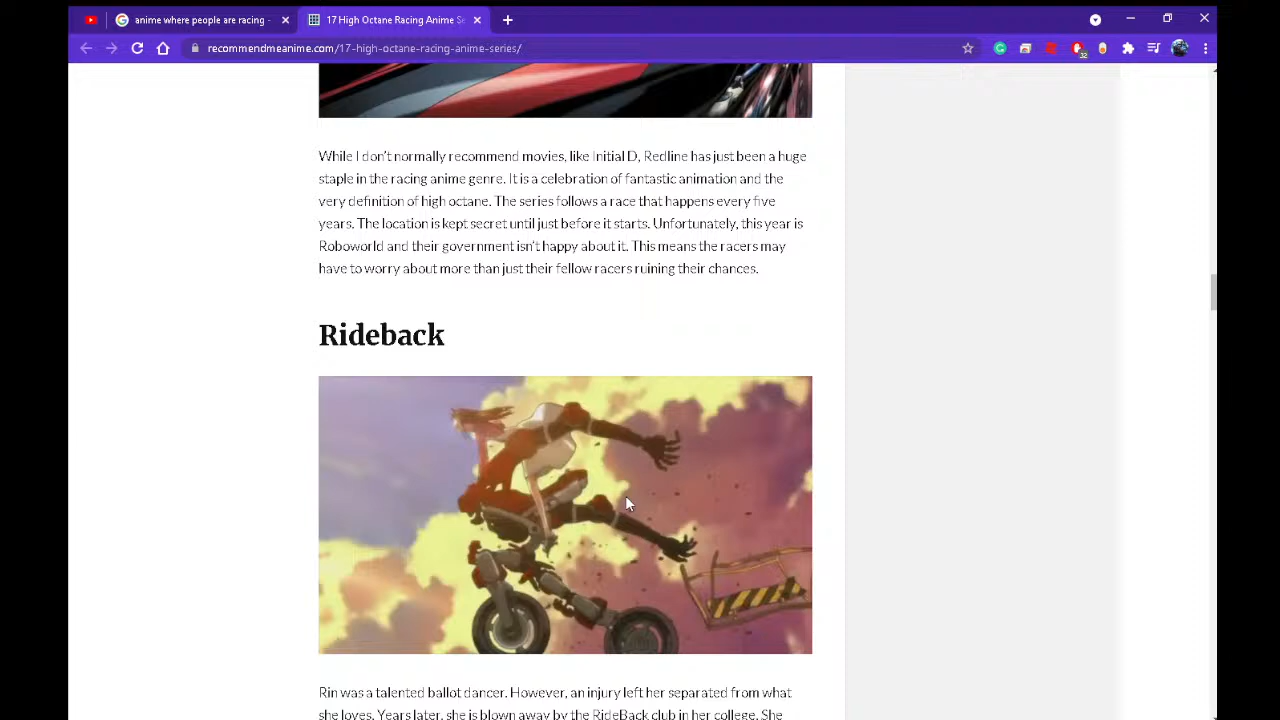 anime where people are racing -
17 High Octane Racing Anime Se
recommendmeanime.com/17-high-octane-racing-anime-series/
32
While I don't normally recommend movies, like Initial D, Redline has just been a huge
staple in the racing anime genre. It is a celebration of fantastic animation and the
very definition of high octane. The series follows a race that happens every five
years. The location is kept secret until just before it starts. Unfortunately, this year is
Roboworld and their government isn't happy about it. This means the racers may
have to worry about more than just their fellow racers ruining their chances.
Rideback
Rin was a talented ballot dancer. However, an injury left her separated from what
she loves. Years later, she is blown away by the RideBack club in her college. She